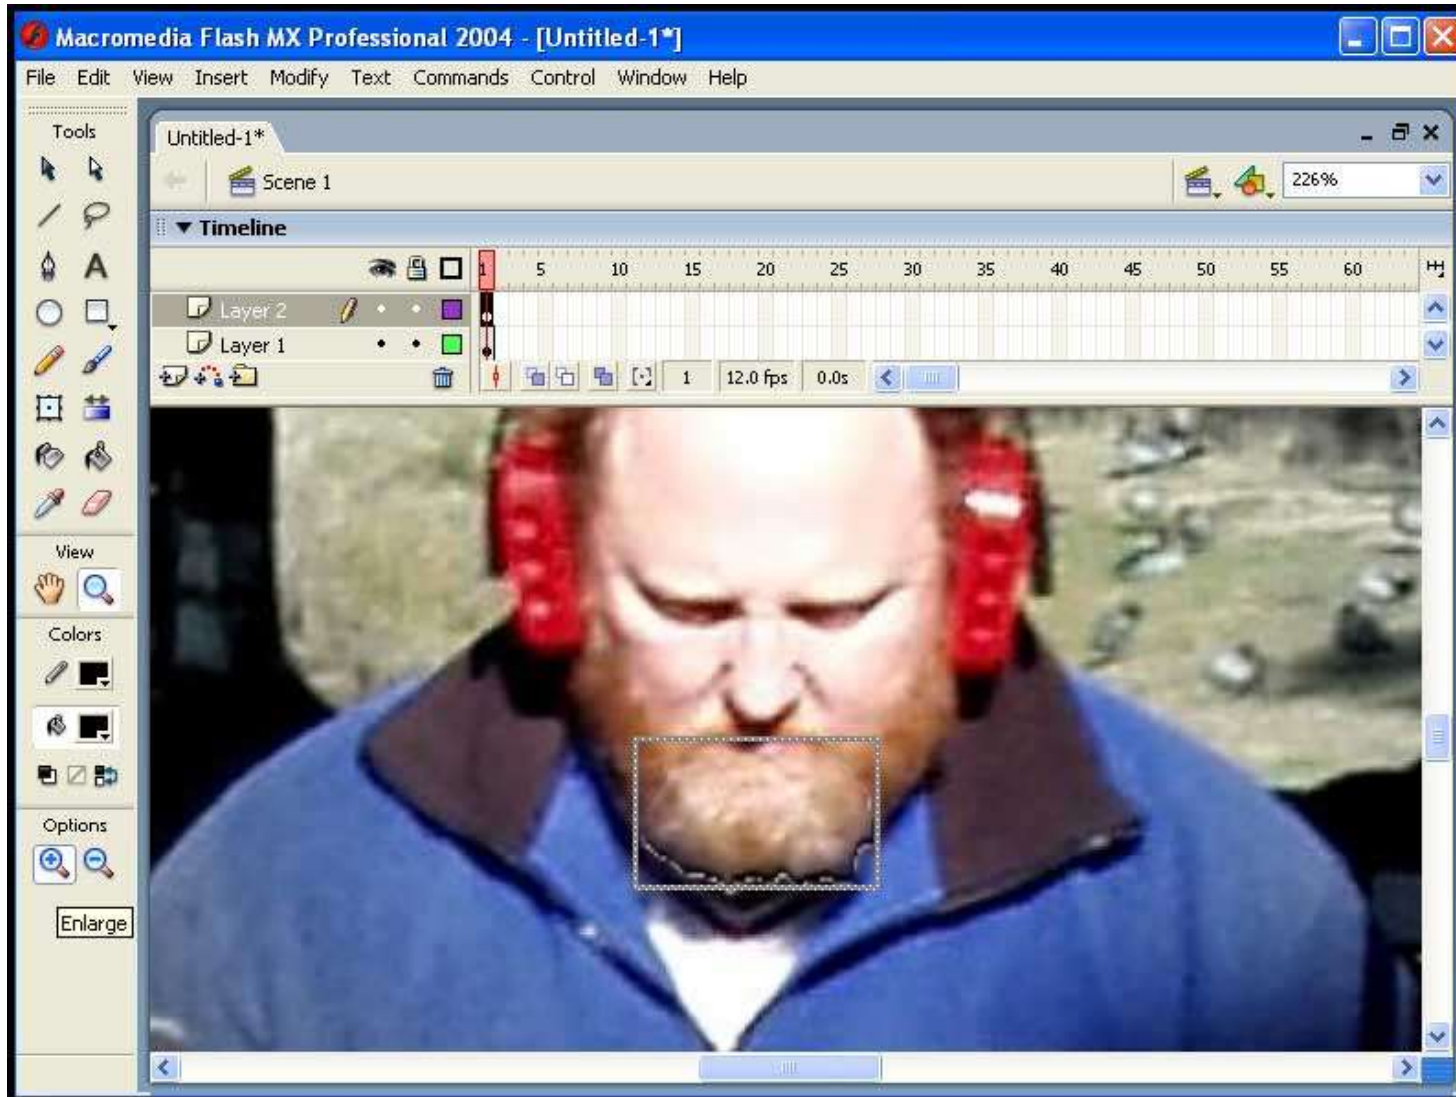 Macromedia Flash MX Professional 2004 - [Untitled-1*]
File Edit View Insert Modify Text Commands Control Window Help
Tools
Untitled-1*
Scene 1
226%
Timeline
1 5 10 15 20 25 30 35 40 45 50 55 60
Layer 2
Layer 1
1 12.0 fps 0.0s
A
View
Colors
Options
Enlarge